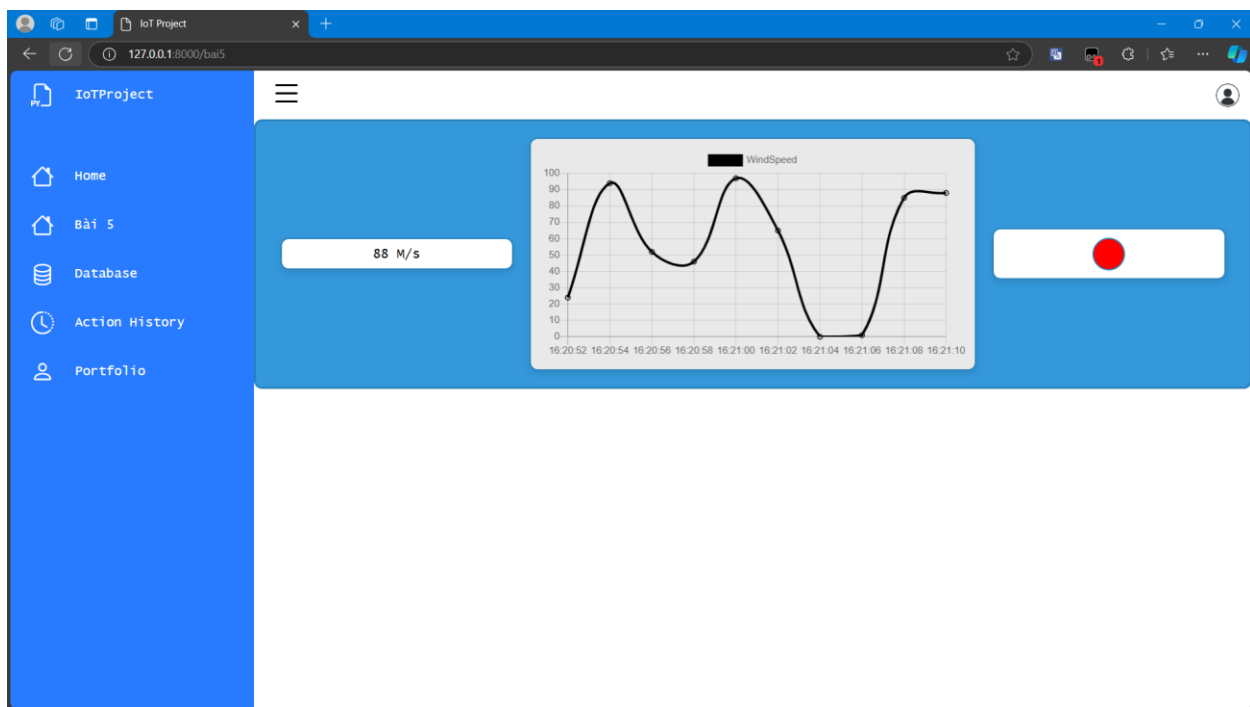 IoT Project
127.0.0.1:8000/bai5
1
PY
IoTProject
Home
Bài 5
Database
Action History
Portfolio
88 M/s
WindSpeed
100
90
80
70
60
50
40
30
20
10
0
16:20:52 16:20:54 16:20:56 16:20:58 16:21:00 16:21:02 16:21:04 16:21:06 16:21:08 16:21:10